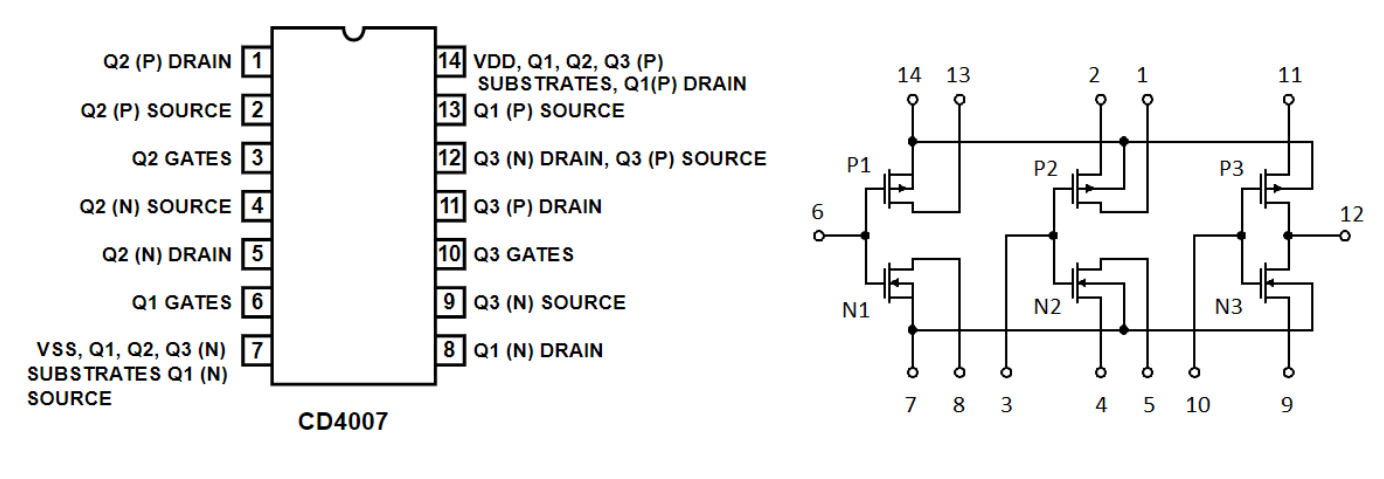 Q2 (P) DRAIN 1
Q2 (P) SOURCE 2
Q2 GATES 3
Q2 (N) SOURCE 4
Q2 (N) DRAIN 5
Q1 GATES 6
VSS, Q1, Q2, Q3 (N) 7
SUBSTRATES Q1 (N)
SOURCE
14 VDD, Q1, Q2, Q3 (P)
SUBSTRATES, Q1(P) DRAIN
13 Q1 (P) SOURCE
12 Q3 (N) DRAIN, Q3 (P) SOURCE
11 Q3 (P) DRAIN
10 Q3 GATES
9 Q3 (N) SOURCE
8 Q1 (N) DRAIN
CD4007
14 13 2 1 11
P1 P2 P3
6 12
N1 N2 N3
7 8 3 4 5 10 9